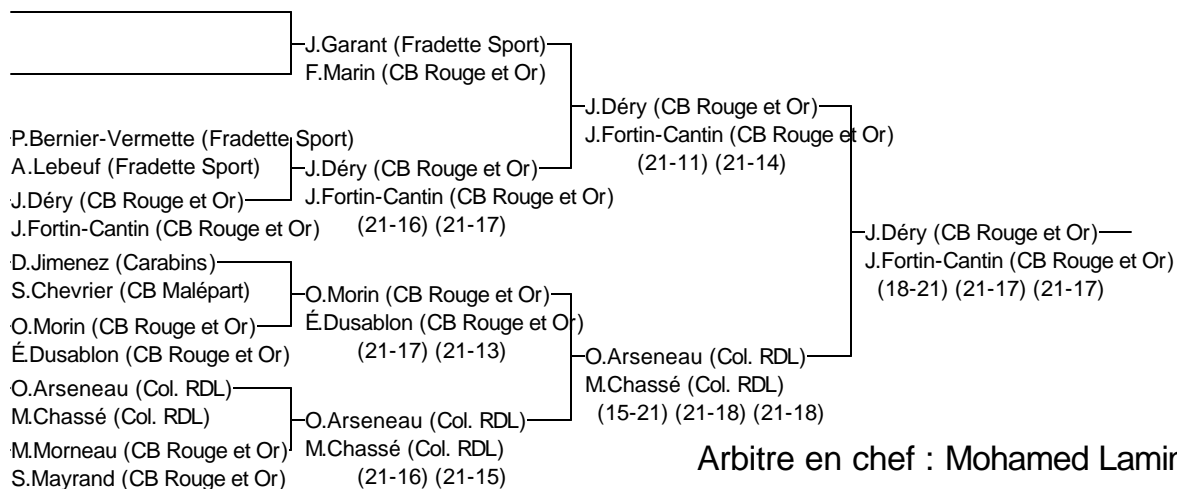 J.Garant (Fradette Sport)
F.Marin (CB Rouge et Or)
J.Déry (CB Rouge et Or)
J.Fortin-Cantin (CB Rouge et Or)
(21-11) (21-14)
P.Bernier-Vermette (Fradette Sport)
A.Lebeuf (Fradette Sport)
J.Déry (CB Rouge et Or)
J.Fortin-Cantin (CB Rouge et Or)
(21-16) (21-17)
J.Déry (CB Rouge et Or)
J.Fortin-Cantin (CB Rouge et Or)
J.Déry (CB Rouge et Or)
J.Fortin-Cantin (CB Rouge et Or)
(18-21) (21-17) (21-17)
D.Jimenez (Carabins)
S.Chevrier (CB Malépart)
O.Morin (CB Rouge et Or)
É.Dusablon (CB Rouge et Or)
(21-17) (21-13)
O.Morin (CB Rouge et Or)
É.Dusablon (CB Rouge et Or)
O.Arseneau (Col. RDL)
M.Chassé (Col. RDL)
(15-21) (21-18) (21-18)
O.Arseneau (Col. RDL)
M.Chassé (Col. RDL)
O.Arseneau (Col. RDL)
M.Chassé (Col. RDL)
(21-16) (21-15)
M.Morneau (CB Rouge et Or)
S.Mayrand (CB Rouge et Or)
Arbitre en chef : Mohamed Lamin